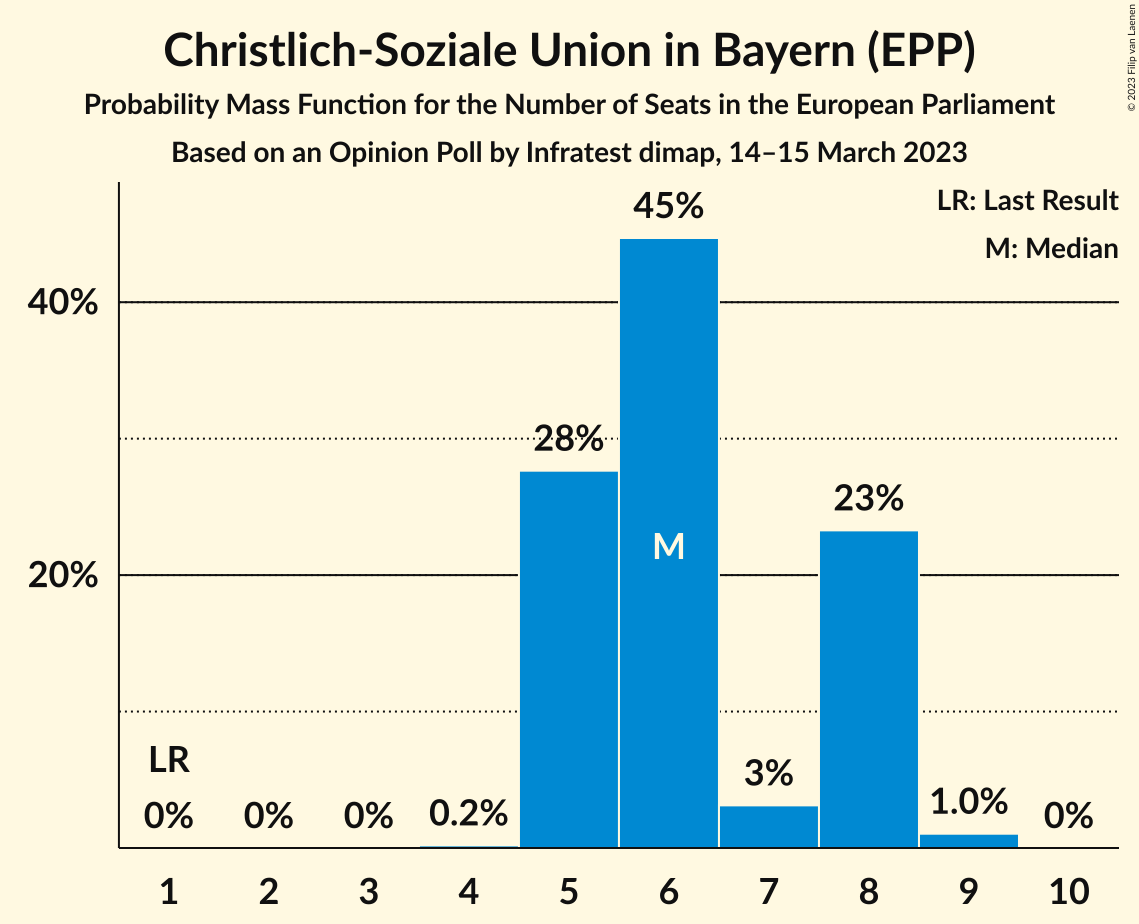 Christlich-Soziale Union in Bayern (EPP)
Probability Mass Function for the Number of Seats in the European Parliament
Based on an Opinion Poll by Infratest dimap, 14–15 March 2023
© 2023 Filip van Laenen
LR: Last Result
M: Median
45%
40%
28%
23%
M
20%
LR
3%
0% 0% 0% 0.2% 1.0% 0%
1 2 3 4 5 6 7 8 9 10